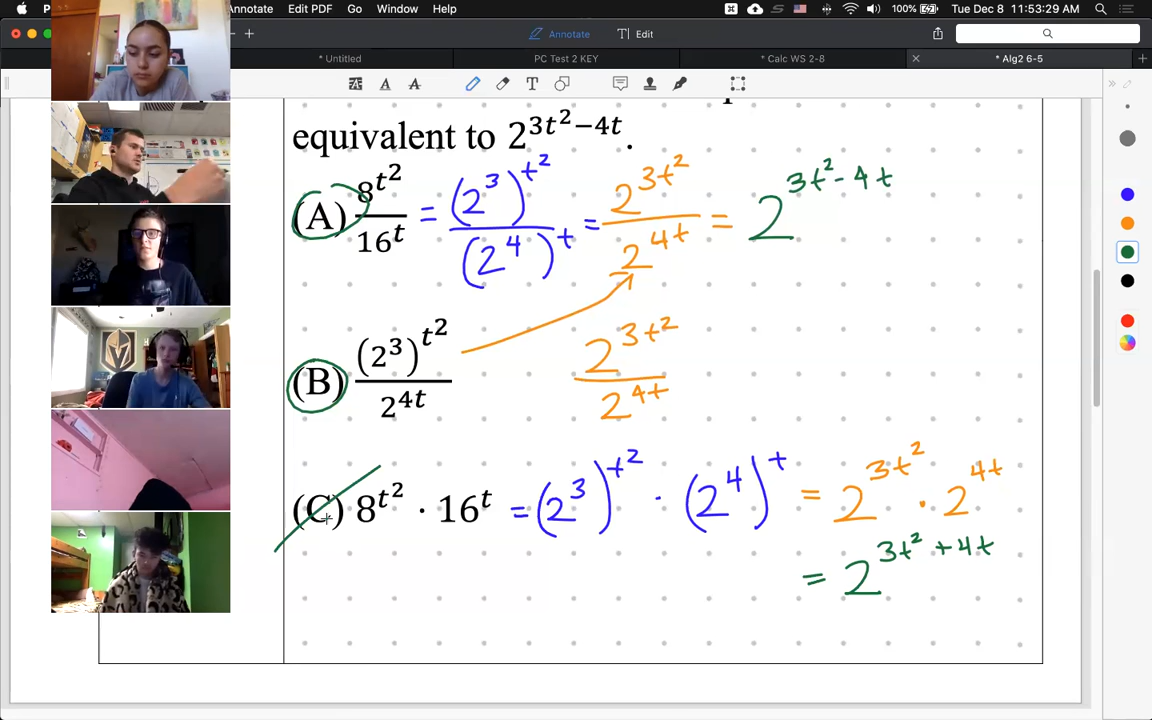 Annotate Edit PDF Go Window Help 100% Tue Dec 8 11:53:29 AM
Annotate Edit
* Untitled PC Test 2 KEY * Calc WS 2-8 * Alg2 6-5
equivalent to 2^{3t^2-4t}.
(A) 8^{t^2}/16^t = (2^3)^{t^2}/(2^4)^t = 2^{3t^2}/2^{4t} = 2^{3t^2-4t}
(B) (2^3)^{t^2}/2^{4t} 2^{3t^2}/2^{4t}
(C) 8^{t^2} · 16^t = (2^3)^{t^2} · (2^4)^t = 2^{3t^2} · 2^{4t}
= 2^{3t^2+4t}